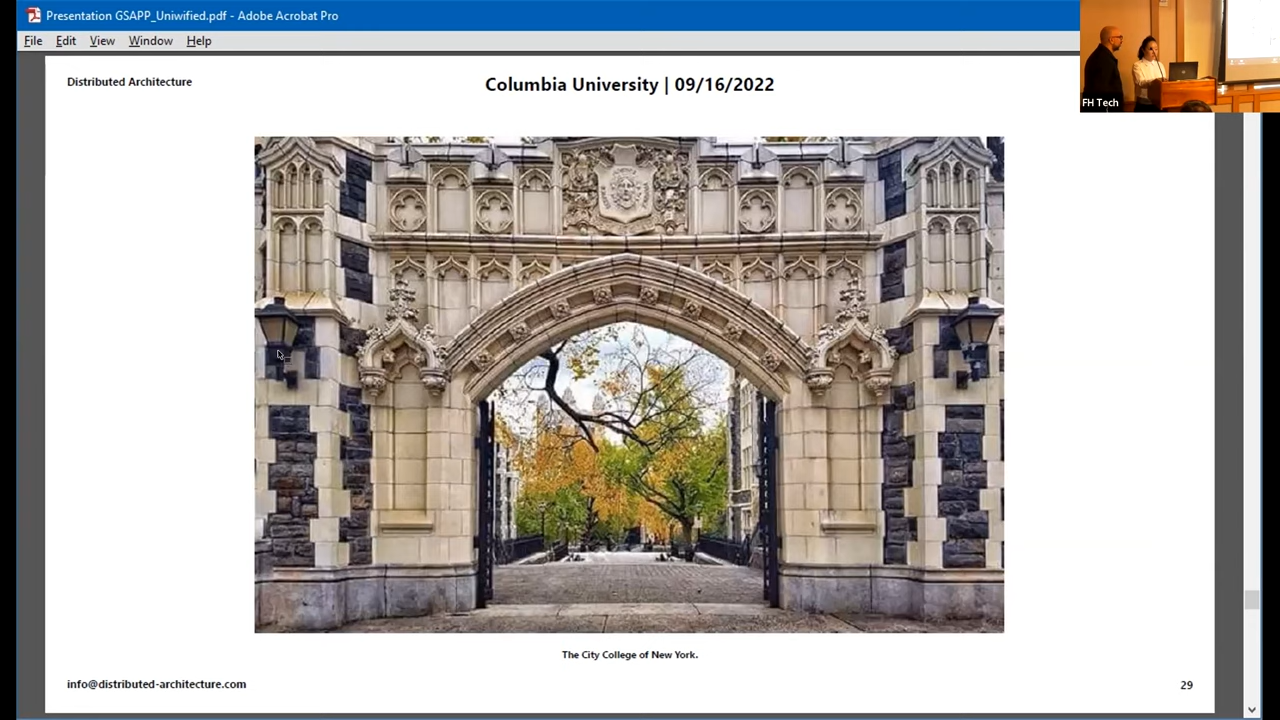 Presentation GSAPP_Uniwified.pdf - Adobe Acrobat Pro
File Edit View Window Help
FH Tech
Distributed Architecture
Columbia University | 09/16/2022
The City College of New York.
info@distributed-architecture.com
29